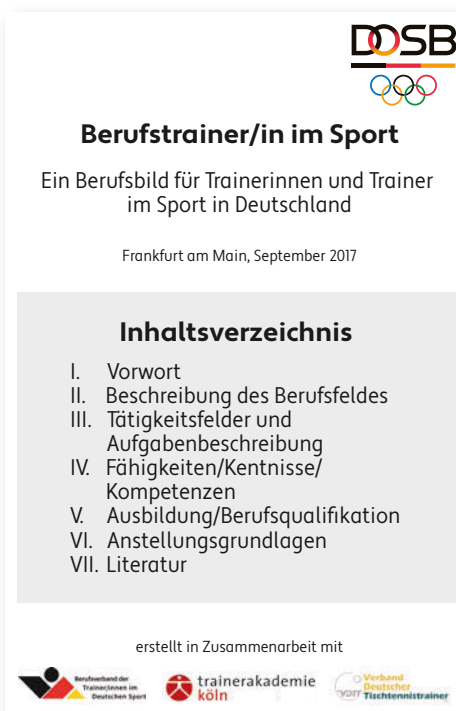 DOSB
Berufstrainer/in im Sport
Ein Berufsbild für Trainerinnen und Trainer
im Sport in Deutschland
Frankfurt am Main, September 2017
Inhaltsverzeichnis
I. Vorwort
II. Beschreibung des Berufsfeldes
III. Tätigkeitsfelder und
Aufgabenbeschreibung
IV. Fähigkeiten/Kentnisse/
Kompetenzen
V. Ausbildung/Berufsqualifikation
VI. Anstellungsgrundlagen
VII. Literatur
erstellt in Zusammenarbeit mit
Berufsverband der
Trainer/innen im
Deutschen Sport
trainerakademie
köln
VDTT
Verband
Deutscher
Tischtennistrainer